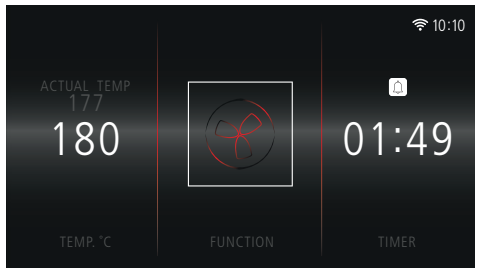 10:10
ACTUAL TEMP
177
180
01:49
TEMP. °C
FUNCTION
TIMER